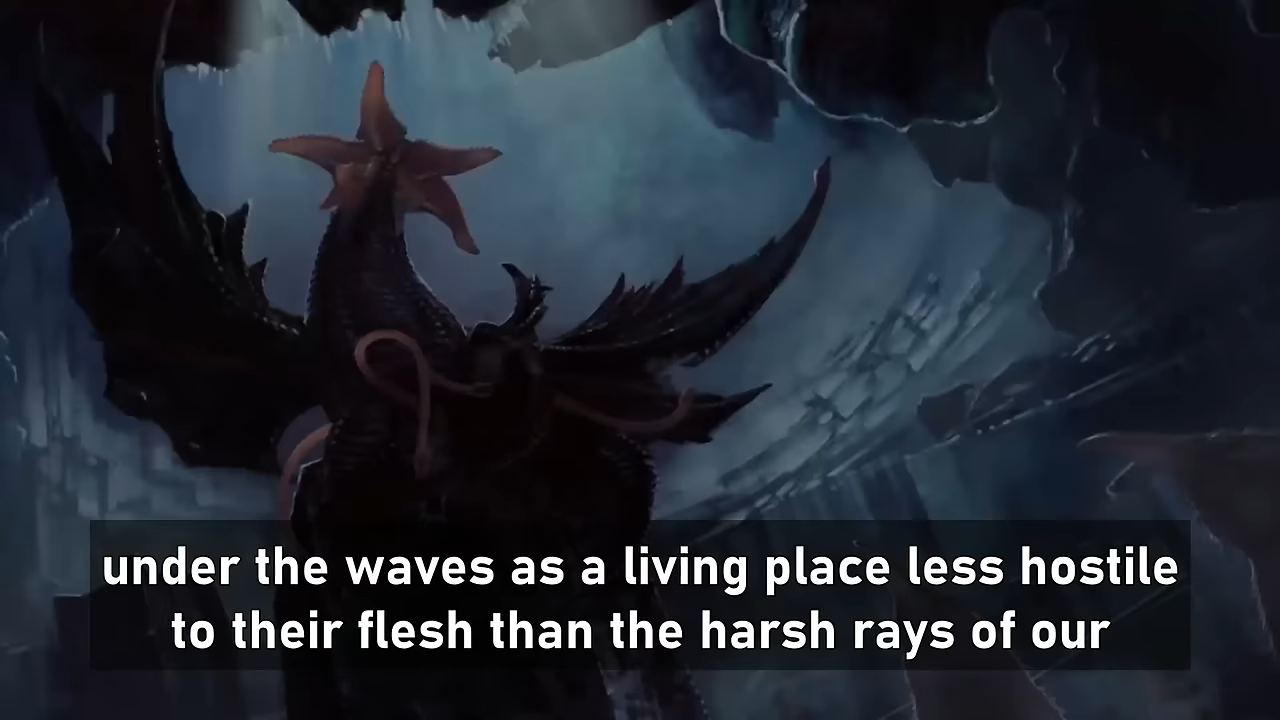 under the waves as a living place less hostile
to their flesh than the harsh rays of our